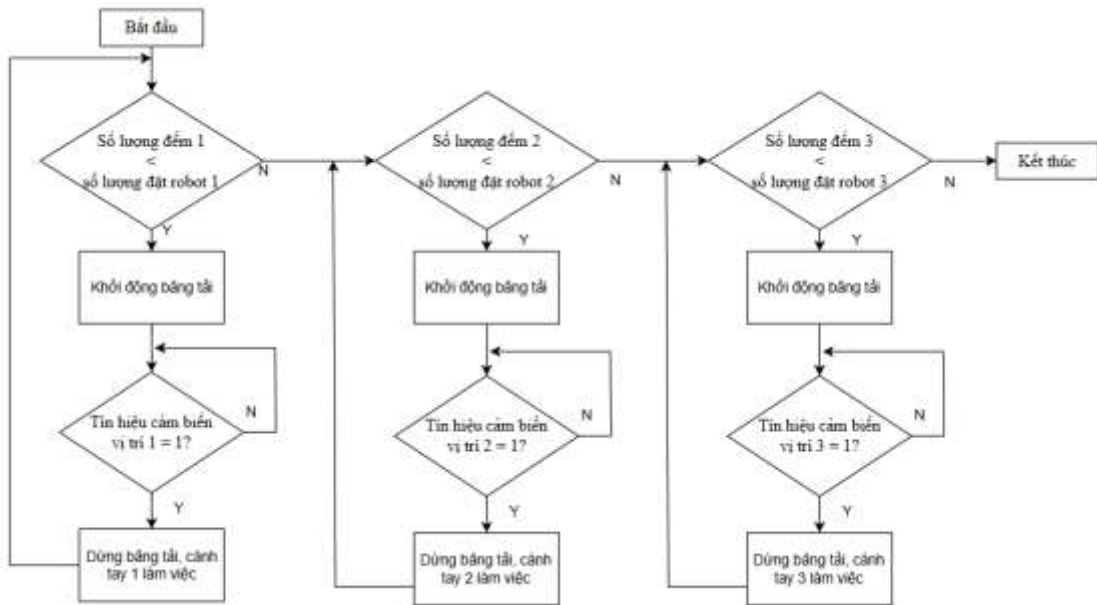 Bắt đầu
Số lượng đếm 1
<
số lượng đặt robot 1
N
Y
Khởi động băng tải
Tín hiệu cảm biến
vị trí 1 = 1?
N
Y
Dừng băng tải, cánh
tay 1 làm việc
Số lượng đếm 2
<
số lượng đặt robot 2
N
Y
Khởi động băng tải
Tín hiệu cảm biến
vị trí 2 = 1?
N
Y
Dừng băng tải, cánh
tay 2 làm việc
Số lượng đếm 3
<
số lượng đặt robot 3
N
Y
Khởi động băng tải
Tín hiệu cảm biến
vị trí 3 = 1?
N
Y
Dừng băng tải, cánh
tay 3 làm việc
Kết thúc